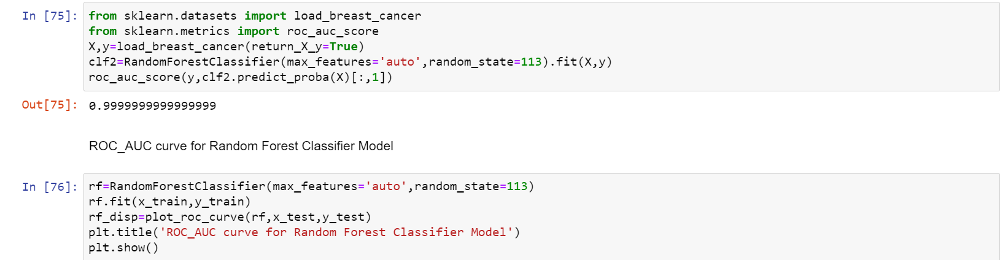 In [75]: from sklearn.datasets import load_breast_cancer
from sklearn.metrics import roc_auc_score
X,y=load_breast_cancer(return_X_y=True)
clf2=RandomForestClassifier(max_features='auto',random_state=113).fit(X,y)
roc_auc_score(y,clf2.predict_proba(X)[:,1])
Out[75]: 0.9999999999999999
ROC_AUC curve for Random Forest Classifier Model
In [76]: rf=RandomForestClassifier(max_features='auto',random_state=113)
rf.fit(x_train,y_train)
rf_disp=plot_roc_curve(rf,x_test,y_test)
plt.title('ROC_AUC curve for Random Forest Classifier Model')
plt.show()